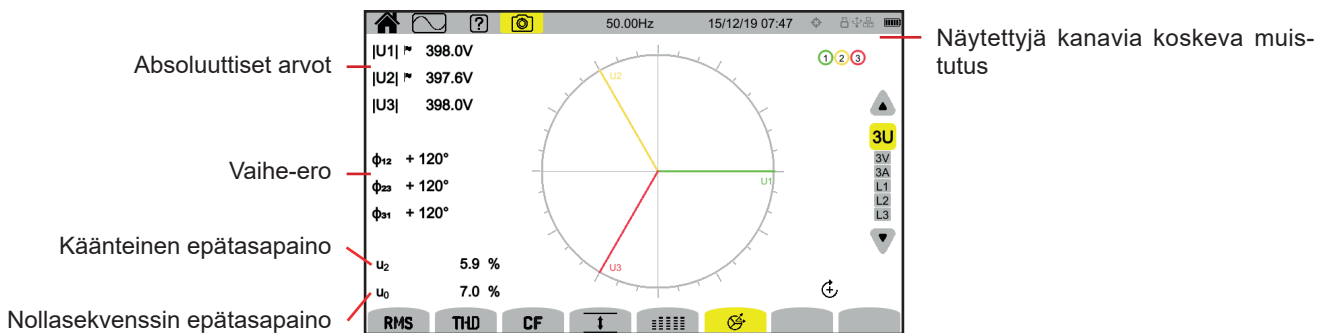 50.00Hz 15/12/19 07:47
|U1| 398.0V
|U2| 397.6V
|U3| 398.0V
ϕ₁₂ + 120°
ϕ₂₃ + 120°
ϕ₃₁ + 120°
u₂ 5.9 %
u₀ 7.0 %
Absoluuttiset arvot
Vaihe-ero
Käänteinen epätasapaino
Nollasekvenssin epätasapaino
U2
U1
U3
1 2 3
3U
3V
3A
L1
L2
L3
?
+
RMS THD CF
Näytettyjä kanavia koskeva muis-
tutus